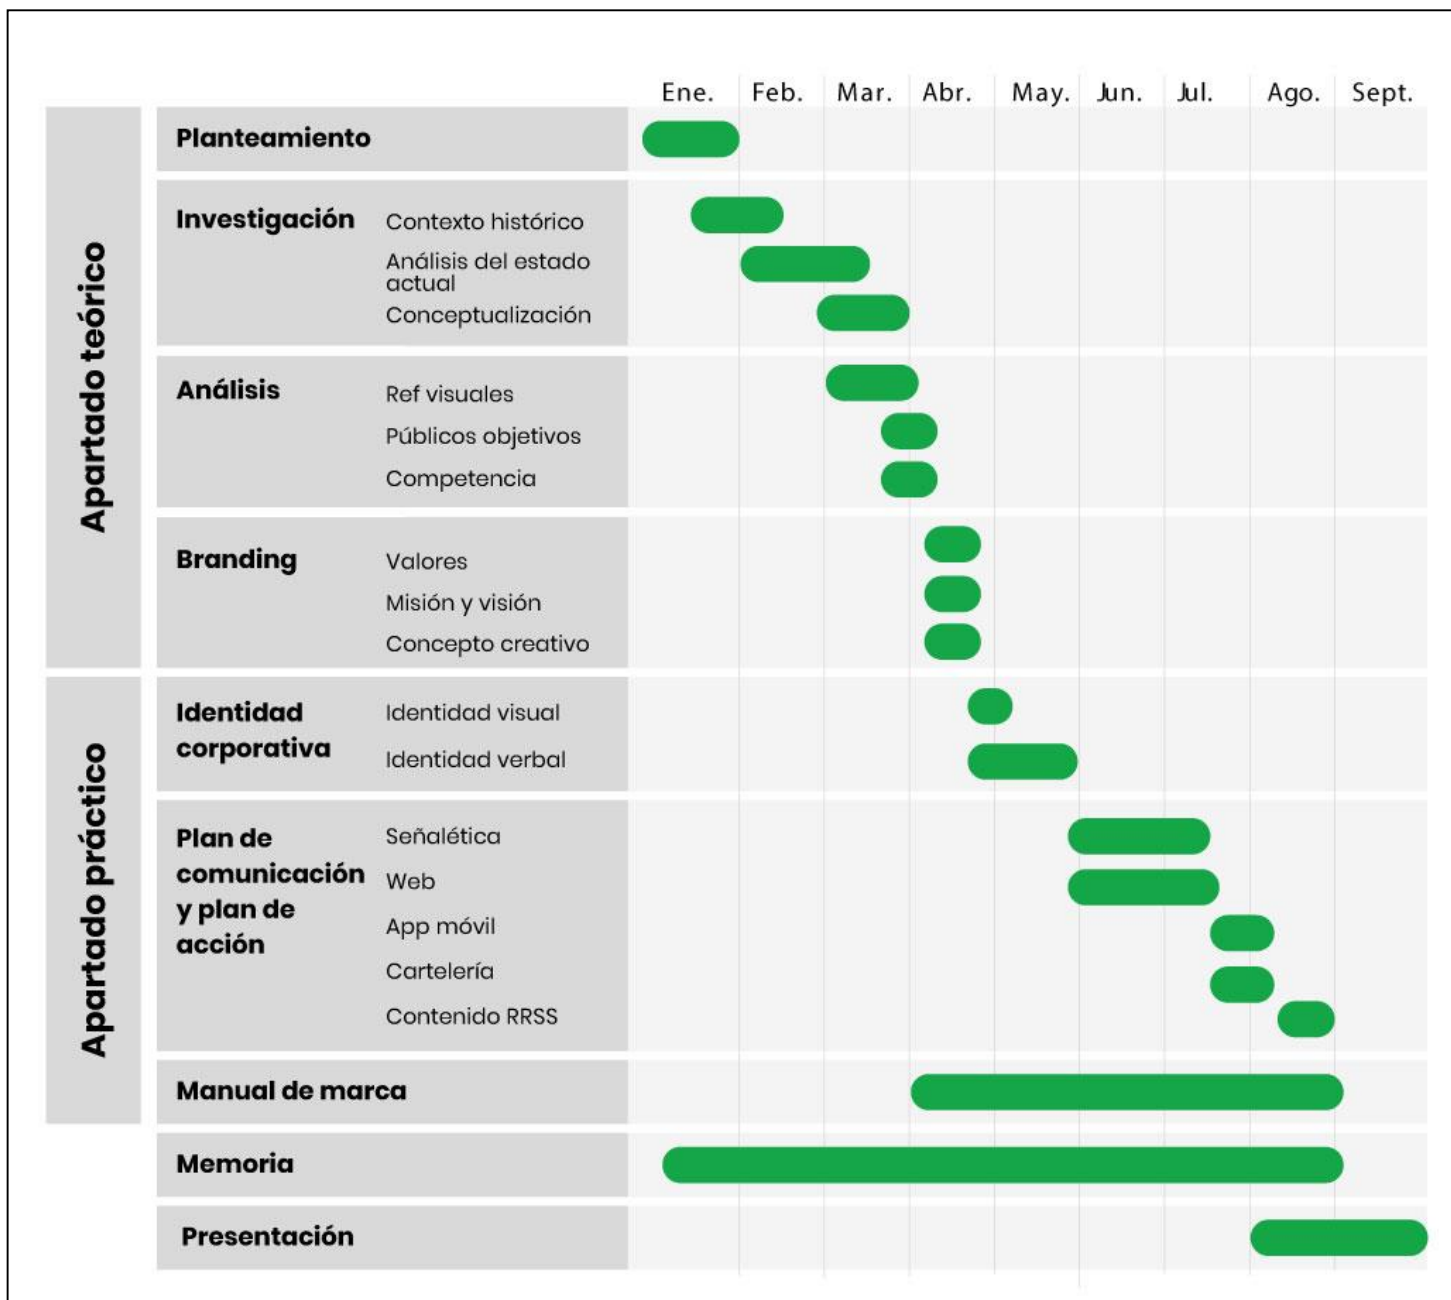 Ene. Feb. Mar. Abr. May. Jun. Jul. Ago. Sept.
Apartado teórico
Planteamiento
Investigación
Contexto histórico
Análisis del estado
actual
Conceptualización
Análisis
Ref visuales
Públicos objetivos
Competencia
Branding
Valores
Misión y visión
Concepto creativo
Apartado práctico
Identidad
corporativa
Identidad visual
Identidad verbal
Plan de
comunicación
y plan de
acción
Señalética
Web
App móvil
Cartelería
Contenido RRSS
Manual de marca
Memoria
Presentación